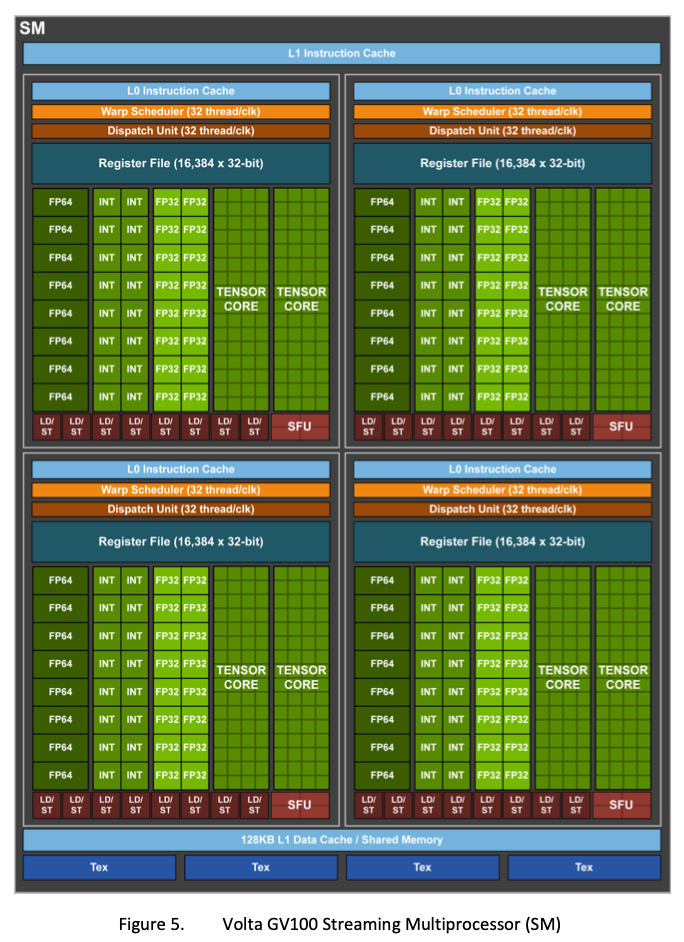 SM
L1 Instruction Cache
L0 Instruction Cache
Warp Scheduler (32 thread/clk)
Dispatch Unit (32 thread/clk)
Register File (16,384 x 32-bit)
FP64 INT INT FP32 FP32
FP64 INT INT FP32 FP32
FP64 INT INT FP32 FP32
FP64 INT INT FP32 FP32
FP64 INT INT FP32 FP32
FP64 INT INT FP32 FP32
FP64 INT INT FP32 FP32
FP64 INT INT FP32 FP32
TENSOR CORE
TENSOR CORE
LD/ST LD/ST LD/ST LD/ST LD/ST LD/ST LD/ST LD/ST SFU
L0 Instruction Cache
Warp Scheduler (32 thread/clk)
Dispatch Unit (32 thread/clk)
Register File (16,384 x 32-bit)
FP64 INT INT FP32 FP32
FP64 INT INT FP32 FP32
FP64 INT INT FP32 FP32
FP64 INT INT FP32 FP32
FP64 INT INT FP32 FP32
FP64 INT INT FP32 FP32
FP64 INT INT FP32 FP32
FP64 INT INT FP32 FP32
TENSOR CORE
TENSOR CORE
LD/ST LD/ST LD/ST LD/ST LD/ST LD/ST LD/ST LD/ST SFU
L0 Instruction Cache
Warp Scheduler (32 thread/clk)
Dispatch Unit (32 thread/clk)
Register File (16,384 x 32-bit)
FP64 INT INT FP32 FP32
FP64 INT INT FP32 FP32
FP64 INT INT FP32 FP32
FP64 INT INT FP32 FP32
FP64 INT INT FP32 FP32
FP64 INT INT FP32 FP32
FP64 INT INT FP32 FP32
FP64 INT INT FP32 FP32
TENSOR CORE
TENSOR CORE
LD/ST LD/ST LD/ST LD/ST LD/ST LD/ST LD/ST LD/ST SFU
L0 Instruction Cache
Warp Scheduler (32 thread/clk)
Dispatch Unit (32 thread/clk)
Register File (16,384 x 32-bit)
FP64 INT INT FP32 FP32
FP64 INT INT FP32 FP32
FP64 INT INT FP32 FP32
FP64 INT INT FP32 FP32
FP64 INT INT FP32 FP32
FP64 INT INT FP32 FP32
FP64 INT INT FP32 FP32
FP64 INT INT FP32 FP32
TENSOR CORE
TENSOR CORE
LD/ST LD/ST LD/ST LD/ST LD/ST LD/ST LD/ST LD/ST SFU
128KB L1 Data Cache / Shared Memory
Tex Tex Tex Tex
Figure 5. Volta GV100 Streaming Multiprocessor (SM)